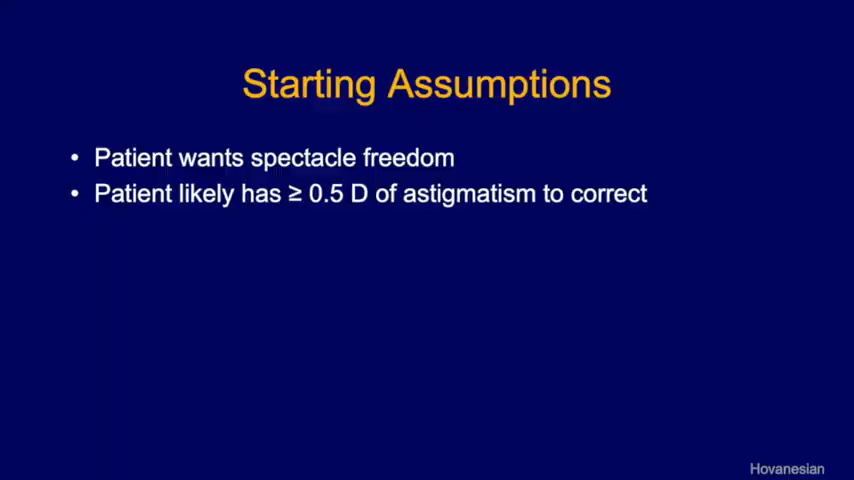 Starting Assumptions
• Patient wants spectacle freedom
• Patient likely has ≥ 0.5 D of astigmatism to correct
Hovanesian